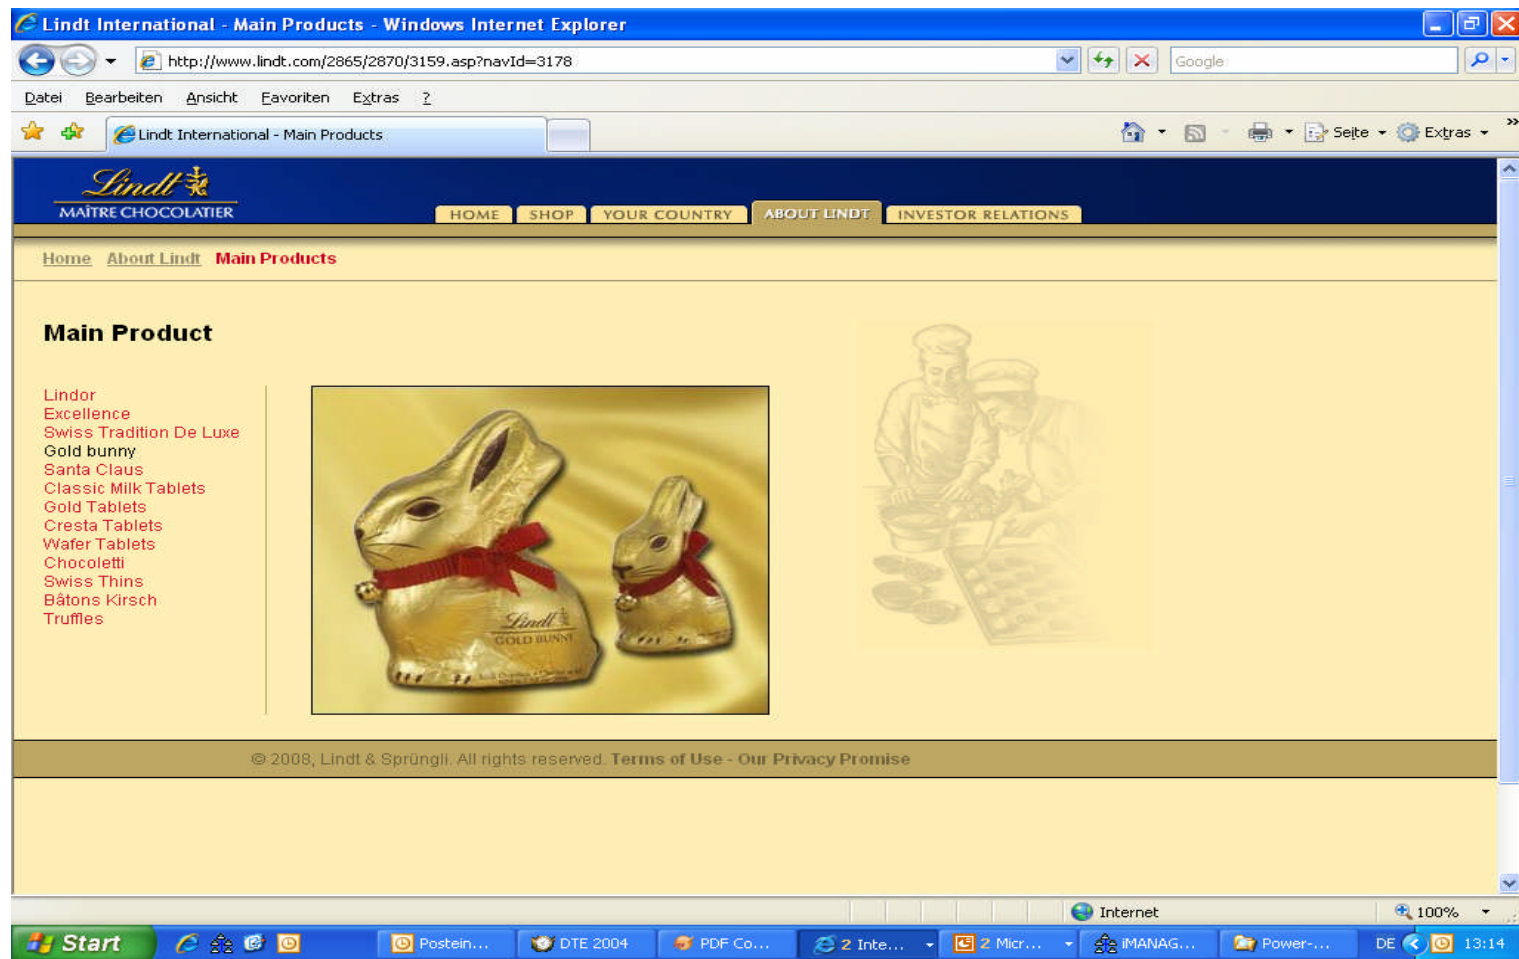 Lindt International - Main Products - Windows Internet Explorer
http://www.lindt.com/2865/2870/3159.asp?navId=3178
Google
Datei Bearbeiten Ansicht Favoriten Extras ?
Lindt International - Main Products
Seite Extras
Lindt
MAÎTRE CHOCOLATIER
HOME SHOP YOUR COUNTRY ABOUT LINDT INVESTOR RELATIONS
Home About Lindt Main Products
Main Product
Lindor
Excellence
Swiss Tradition De Luxe
Gold bunny
Santa Claus
Classic Milk Tablets
Gold Tablets
Cresta Tablets
Wafer Tablets
Chocoletti
Swiss Thins
Bâtons Kirsch
Truffles
Lindt
GOLD BUNNY
© 2008, Lindt & Sprüngli. All rights reserved. Terms of Use - Our Privacy Promise
Internet 100%
Start Postein... DTE 2004 PDF Co... 2 Inte... 2 Micr... iMANAG... Power-... DE 13:14